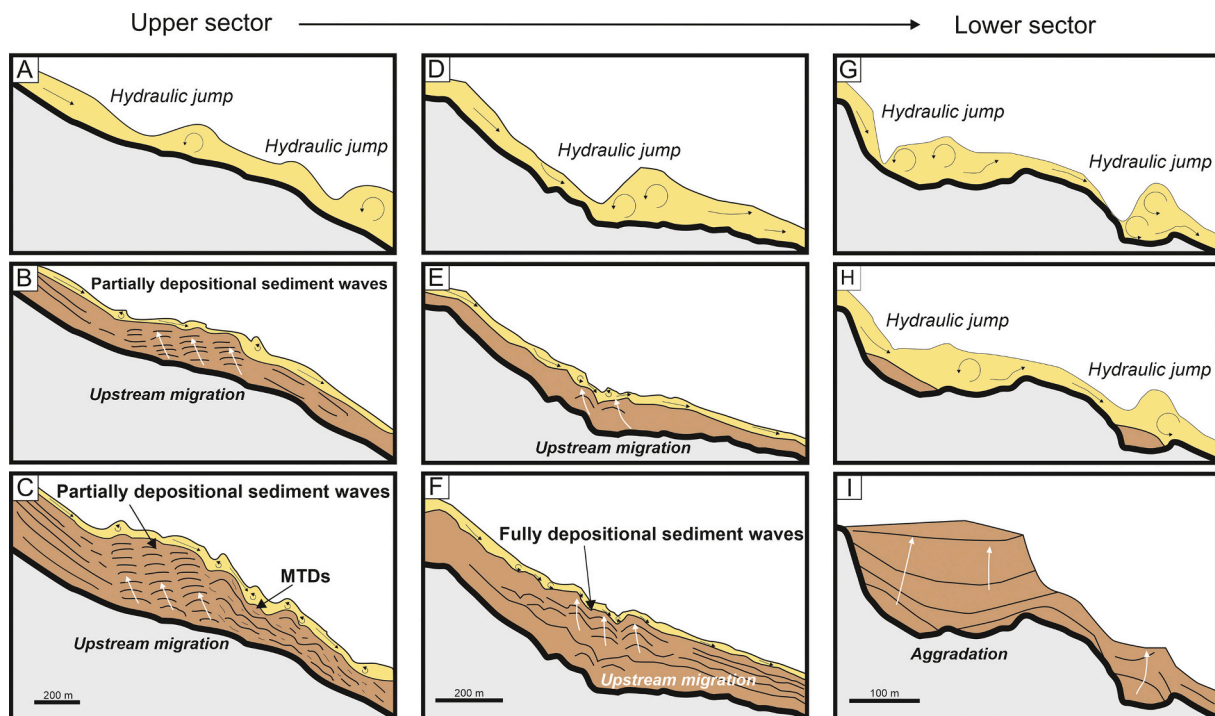 Upper sector
Lower sector
A
Hydraulic jump
Hydraulic jump
D
Hydraulic jump
G
Hydraulic jump
Hydraulic jump
B
Partially depositional sediment waves
Upstream migration
E
Upstream migration
H
Hydraulic jump
Hydraulic jump
C
Partially depositional sediment waves
MTDs
Upstream migration
200 m
F
Fully depositional sediment waves
Upstream migration
200 m
I
Aggradation
100 m